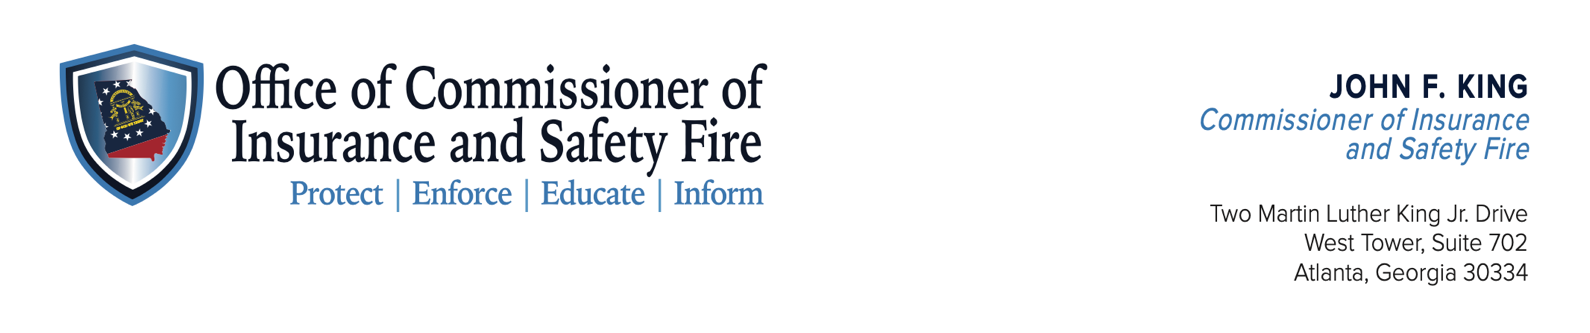 Office of Commissioner of
Insurance and Safety Fire
Protect | Enforce | Educate | Inform
JOHN F. KING
Commissioner of Insurance
and Safety Fire
Two Martin Luther King Jr. Drive
West Tower, Suite 702
Atlanta, Georgia 30334